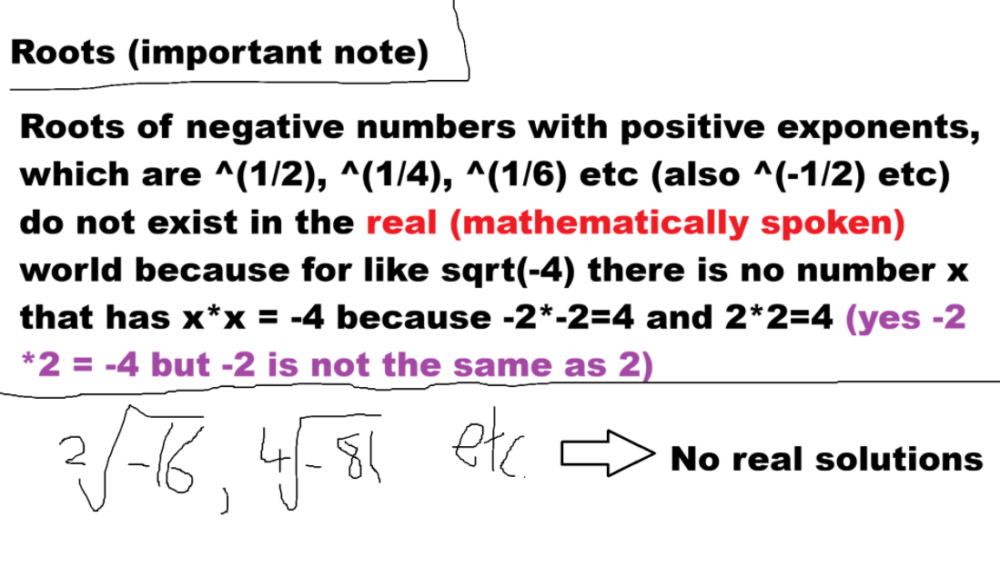 Roots (important note)
Roots of negative numbers with positive exponents,
which are ^(1/2), ^(1/4), ^(1/6) etc (also ^(-1/2) etc)
do not exist in the real (mathematically spoken)
world because for like sqrt(-4) there is no number x
that has x*x = -4 because -2*-2=4 and 2*2=4 (yes -2
*2 = -4 but -2 is not the same as 2)
²√-16, ⁴√-81 etc. No real solutions